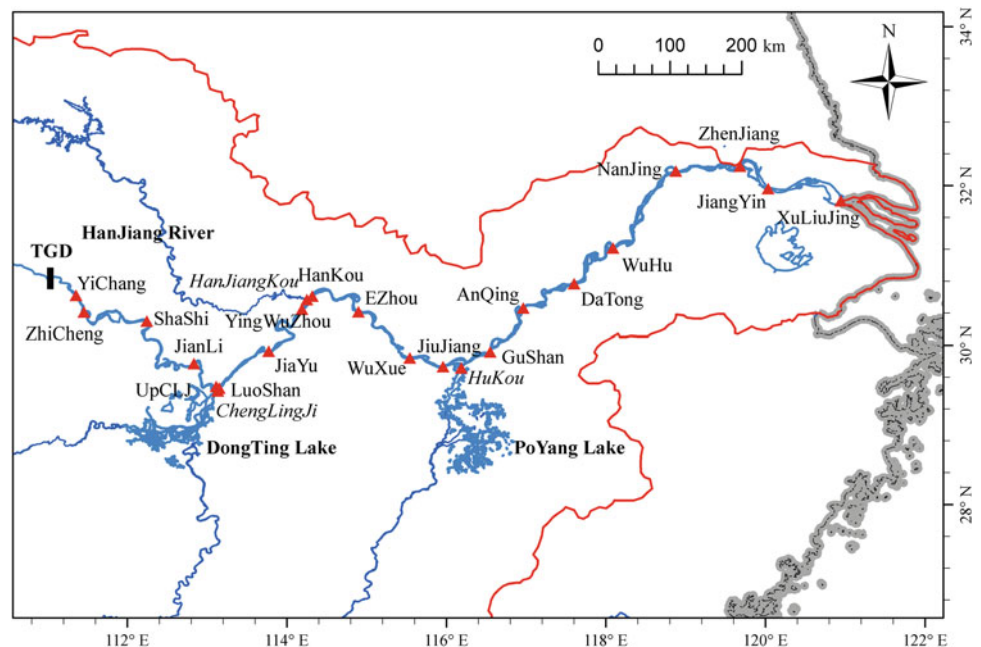 34° N
N
0 100 200 km
ZhenJiang
NanJing
32° N
JiangYin
XuLiuJing
HanJiang River
TGD
WuHu
YiChang
HanJiangKou
HanKou
AnQing
DaTong
EZhou
ShaShi
YingWuZhou
ZhiCheng
JianLi
JiuJiang
GuShan
30° N
WuXue
JiaYu
HuKou
UpCLJ
LuoShan
ChengLingJi
DongTing Lake
PoYang Lake
28° N
112° E 114° E 116° E 118° E 120° E 122° E